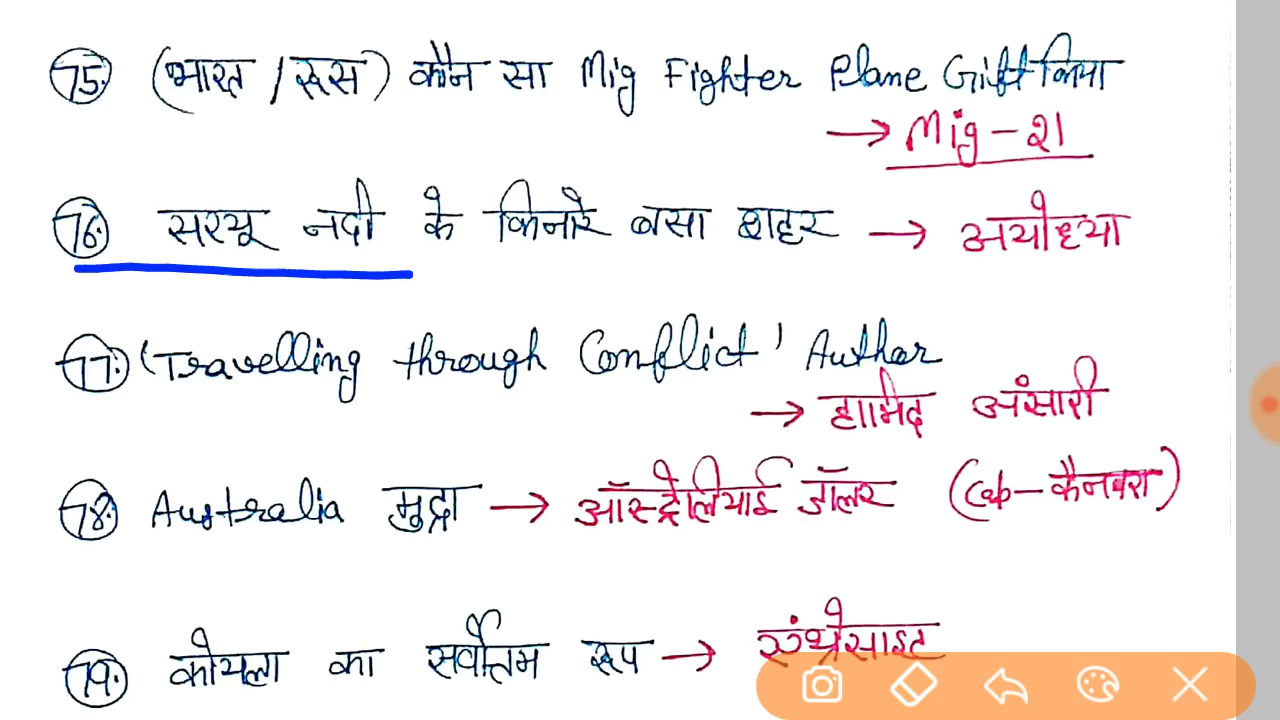 75. (भारत / रूस) कौन सा Mig Fighter Plane Gift किया
→ Mig - 21
76. सरयू नदी के किनारे बसा शहर → अयोध्या
77. 'Travelling through Conflict' Author
→ हामिद अंसारी
78. Australia मुद्रा → ऑस्ट्रेलियाई डॉलर (Cap - कैनबरा)
79. कोयला का सर्वोत्तम रूप → एंथ्रेसाइट